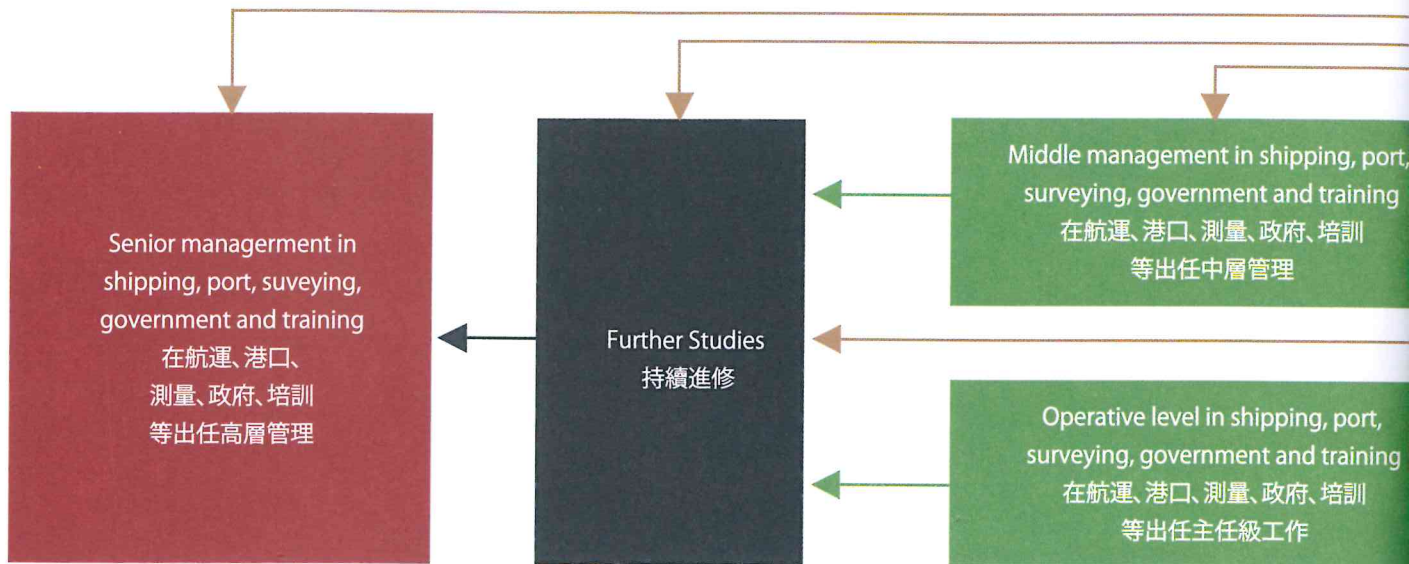 Senior managerment in
shipping, port, suveying,
government and training
在航運、港口、
測量、政府、培訓
等出任高層管理
Further Studies
持續進修
Middle management in shipping, port,
surveying, government and training
在航運、港口、測量、政府、培訓
等出任中層管理
Operative level in shipping, port,
surveying, government and training
在航運、港口、測量、政府、培訓
等出任主任級工作